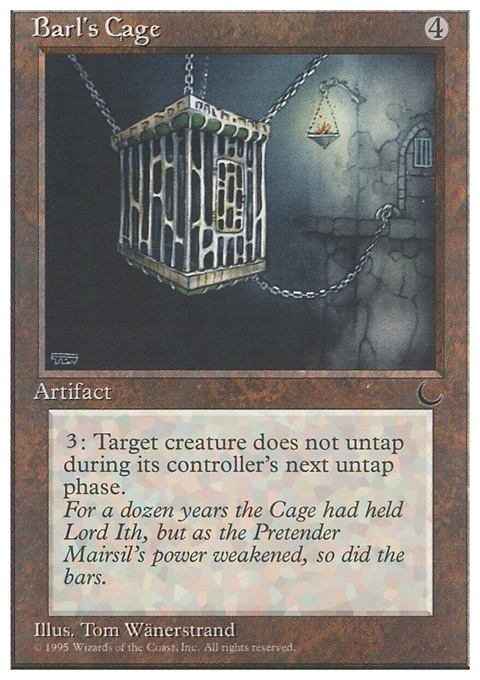 Barl's Cage 4
Artifact
3: Target creature does not untap
during its controller's next untap
phase.
For a dozen years the Cage had held
Lord Ith, but as the Pretender
Mairsil's power weakened, so did the
bars.
Illus. Tom Wänerstrand
© 1995 Wizards of the Coast, Inc. All rights reserved.